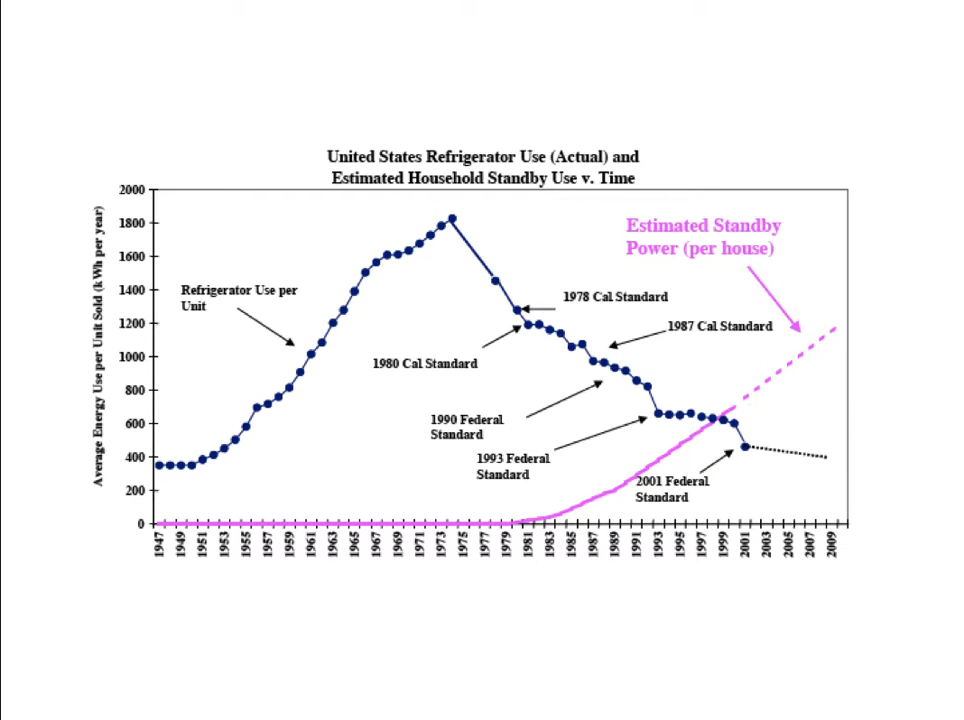 United States Refrigerator Use (Actual) and
Estimated Household Standby Use v. Time
Average Energy Use per Unit Sold (kWh per year)
2000
1800
1600
1400
1200
1000
800
600
400
200
0
Estimated Standby
Power (per house)
Refrigerator Use per
Unit
1978 Cal Standard
1987 Cal Standard
1980 Cal Standard
1990 Federal
Standard
1993 Federal
Standard
2001 Federal
Standard
1947
1949
1951
1953
1955
1957
1959
1961
1963
1965
1967
1969
1971
1973
1975
1977
1979
1981
1983
1985
1987
1989
1991
1993
1995
1997
1999
2001
2003
2005
2007
2009